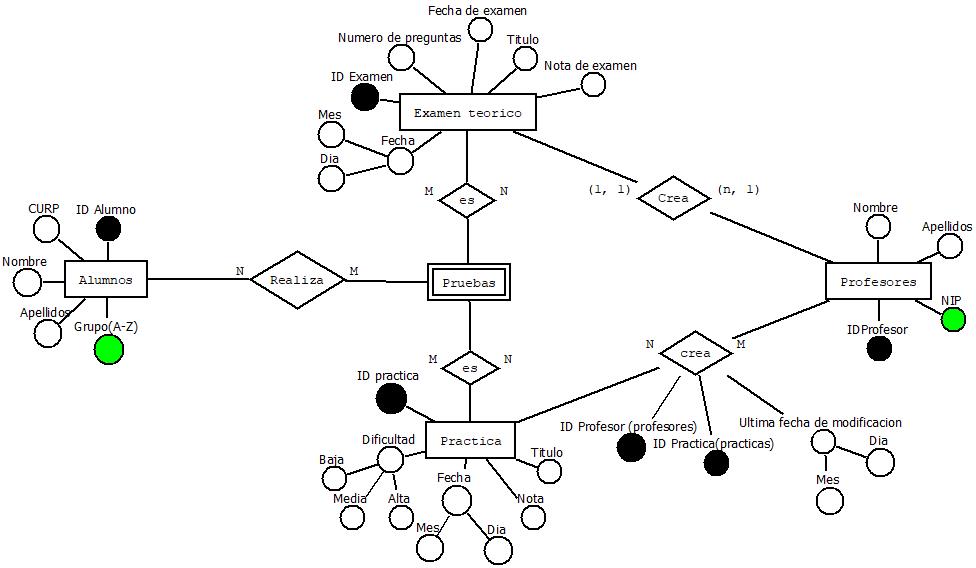 Fecha de examen
Numero de preguntas
Titulo
Nota de examen
ID Examen
Examen teorico
Mes
Fecha
Dia
M
es
N
(1, 1)
Crea
(n, 1)
CURP
ID Alumno
Nombre
Apellidos
Nombre
Alumnos
N
Realiza
M
Pruebas
Profesores
Apellidos
Grupo(A-Z)
NIP
IDProfesor
M
es
N
N
crea
M
ID practica
Practica
ID Profesor (profesores)
ID Practica(practicas)
Ultima fecha de modificacion
Dia
Mes
Dificultad
Baja
Media
Alta
Fecha
Titulo
Nota
Mes
Dia